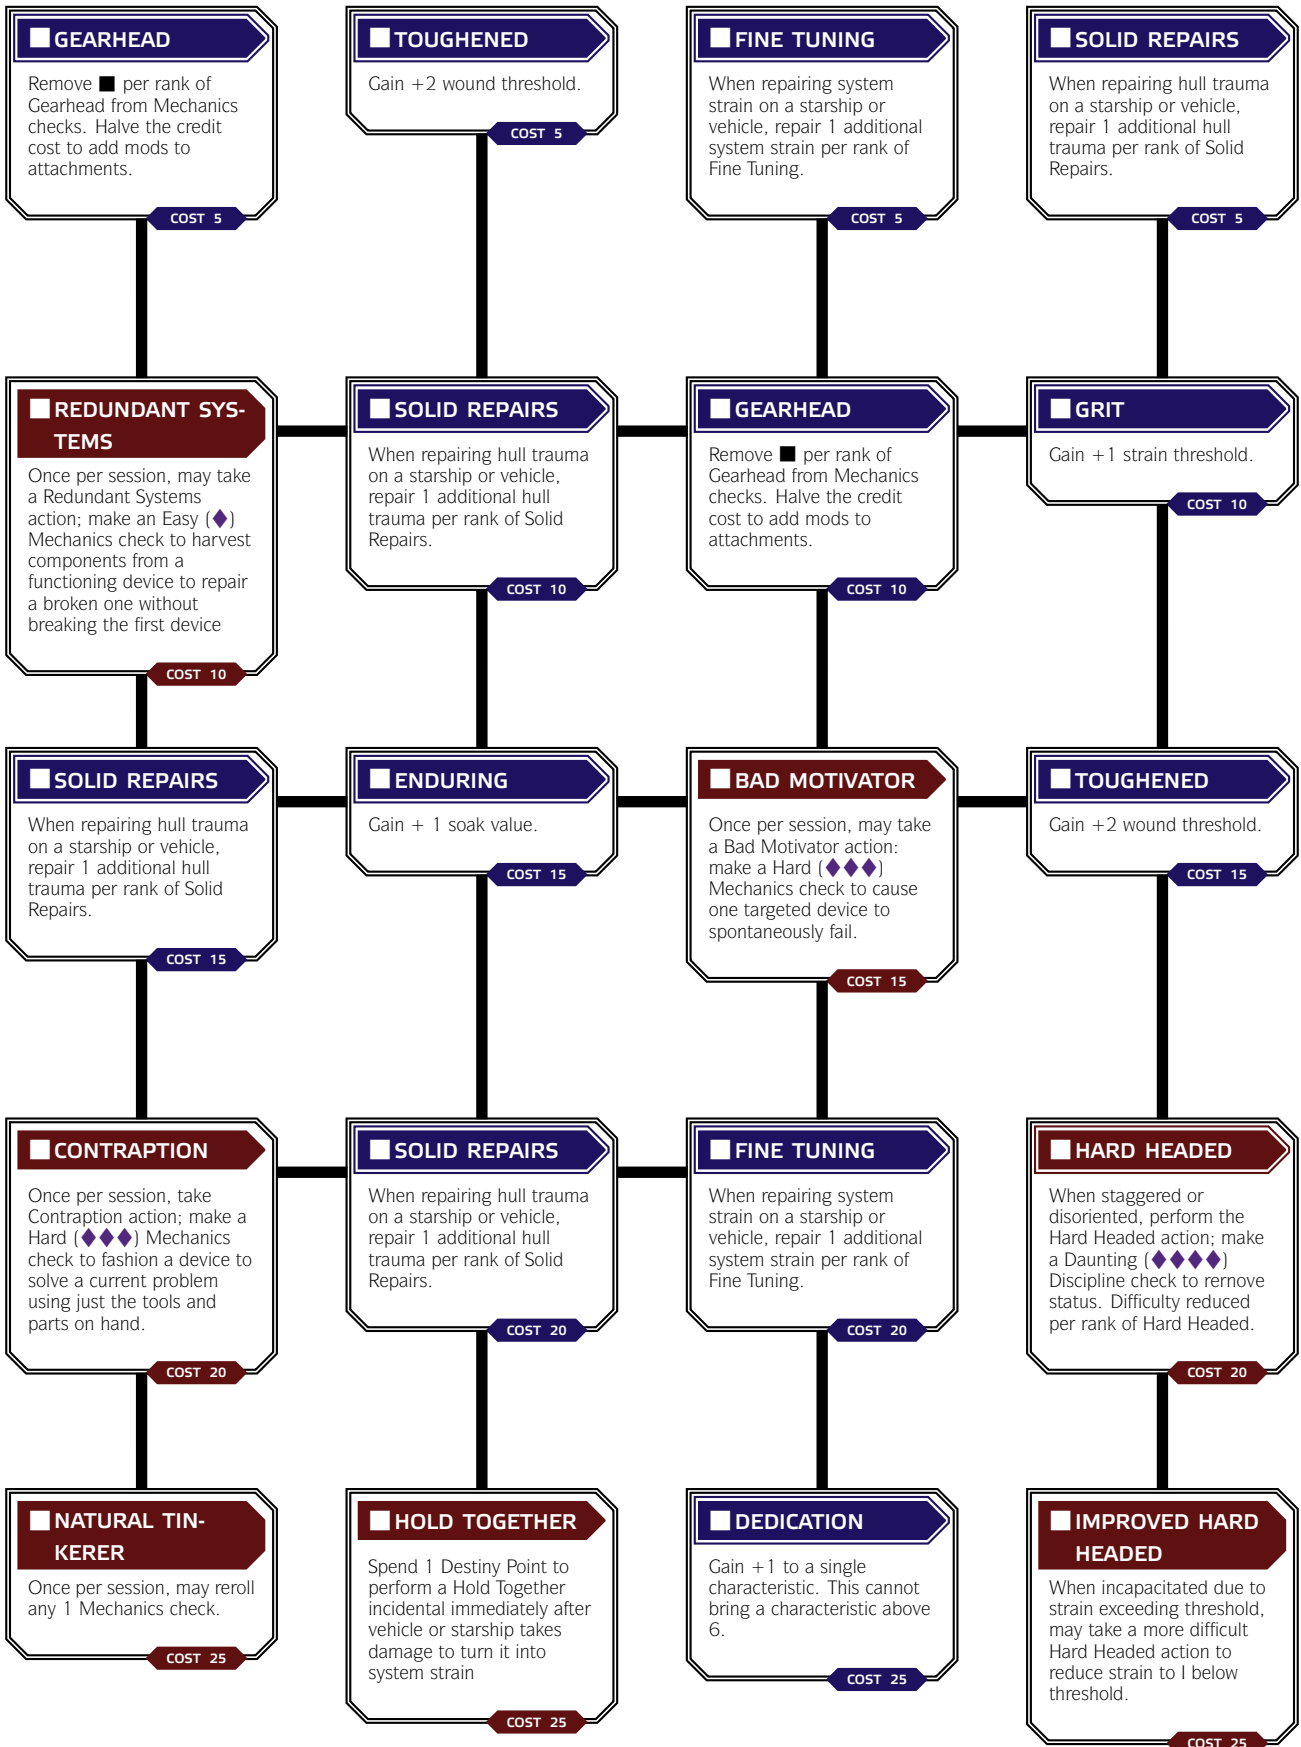 GEARHEAD
Remove ■ per rank of
Gearhead from Mechanics
checks. Halve the credit
cost to add mods to
attachments.
COST 5
TOUGHENED
Gain +2 wound threshold.
COST 5
FINE TUNING
When repairing system
strain on a starship or
vehicle, repair 1 additional
system strain per rank of
Fine Tuning.
COST 5
SOLID REPAIRS
When repairing hull trauma
on a starship or vehicle,
repair 1 additional hull
trauma per rank of Solid
Repairs.
COST 5
REDUNDANT SYS-
TEMS
Once per session, may take
a Redundant Systems
action; make an Easy (♦)
Mechanics check to harvest
components from a
functioning device to repair
a broken one without
breaking the first device
COST 10
SOLID REPAIRS
When repairing hull trauma
on a starship or vehicle,
repair 1 additional hull
trauma per rank of Solid
Repairs.
COST 10
GEARHEAD
Remove ■ per rank of
Gearhead from Mechanics
checks. Halve the credit
cost to add mods to
attachments.
COST 10
GRIT
Gain +1 strain threshold.
COST 10
SOLID REPAIRS
When repairing hull trauma
on a starship or vehicle,
repair 1 additional hull
trauma per rank of Solid
Repairs.
COST 15
ENDURING
Gain + 1 soak value.
COST 15
BAD MOTIVATOR
Once per session, may take
a Bad Motivator action:
make a Hard (♦♦♦)
Mechanics check to cause
one targeted device to
spontaneously fail.
COST 15
TOUGHENED
Gain +2 wound threshold.
COST 15
CONTRAPTION
Once per session, take
Contraption action; make a
Hard (♦♦♦) Mechanics
check to fashion a device to
solve a current problem
using just the tools and
parts on hand.
COST 20
SOLID REPAIRS
When repairing hull trauma
on a starship or vehicle,
repair 1 additional hull
trauma per rank of Solid
Repairs.
COST 20
FINE TUNING
When repairing system
strain on a starship or
vehicle, repair 1 additional
system strain per rank of
Fine Tuning.
COST 20
HARD HEADED
When staggered or
disoriented, perform the
Hard Headed action; make
a Daunting (♦♦♦♦)
Discipline check to rernove
status. Difficulty reduced
per rank of Hard Headed.
COST 20
NATURAL TIN-
KERER
Once per session, may reroll
any 1 Mechanics check.
COST 25
HOLD TOGETHER
Spend 1 Destiny Point to
perform a Hold Together
incidental immediately after
vehicle or starship takes
damage to turn it into
system strain
COST 25
DEDICATION
Gain +1 to a single
characteristic. This cannot
bring a characteristic above
6.
COST 25
IMPROVED HARD
HEADED
When incapacitated due to
strain exceeding threshold,
may take a more difficult
Hard Headed action to
reduce strain to I below
threshold.
COST 25